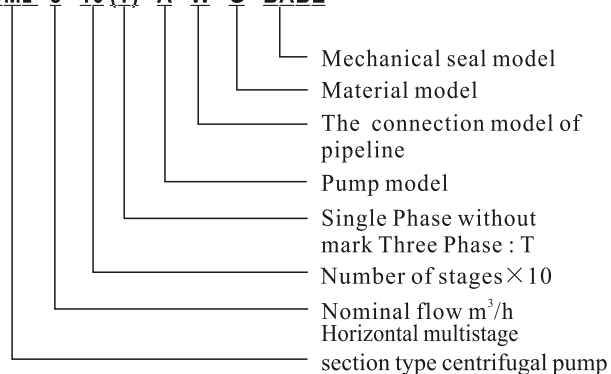 Mechanical seal model
Material model
The connection model of
pipeline
Pump model
Single Phase without
mark Three Phase : T
Number of stages×10
Nominal flow m³/h
Horizontal multistage
section type centrifugal pump